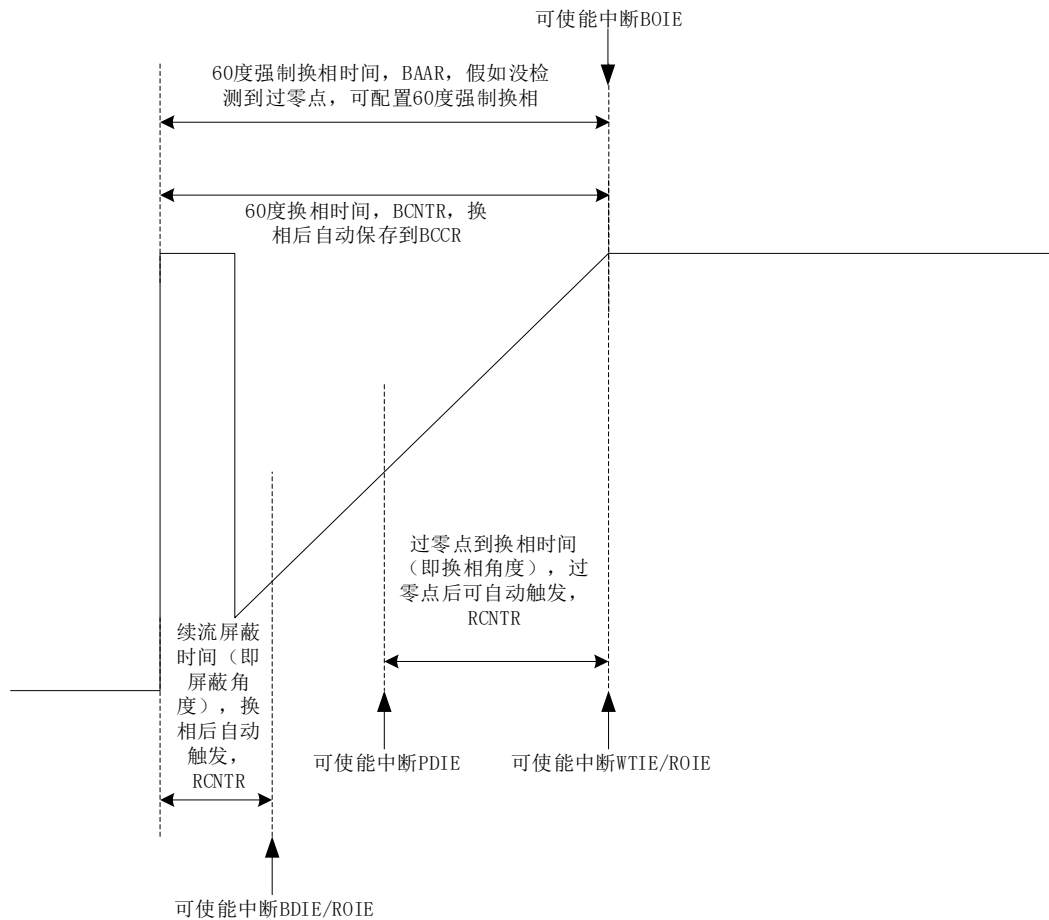 可使能中断BOIE
60度强制换相时间，BAAR，假如没检
测到过零点，可配置60度强制换相
60度换相时间，BCNTR，换
相后自动保存到BCCR
过零点到换相时间
（即换相角度），过
零点后可自动触发，
RCNTR
续流屏蔽
时间（即
屏蔽角
度），换
相后自动
触发，
RCNTR
可使能中断PDIE
可使能中断WTIE/ROIE
可使能中断BDIE/ROIE